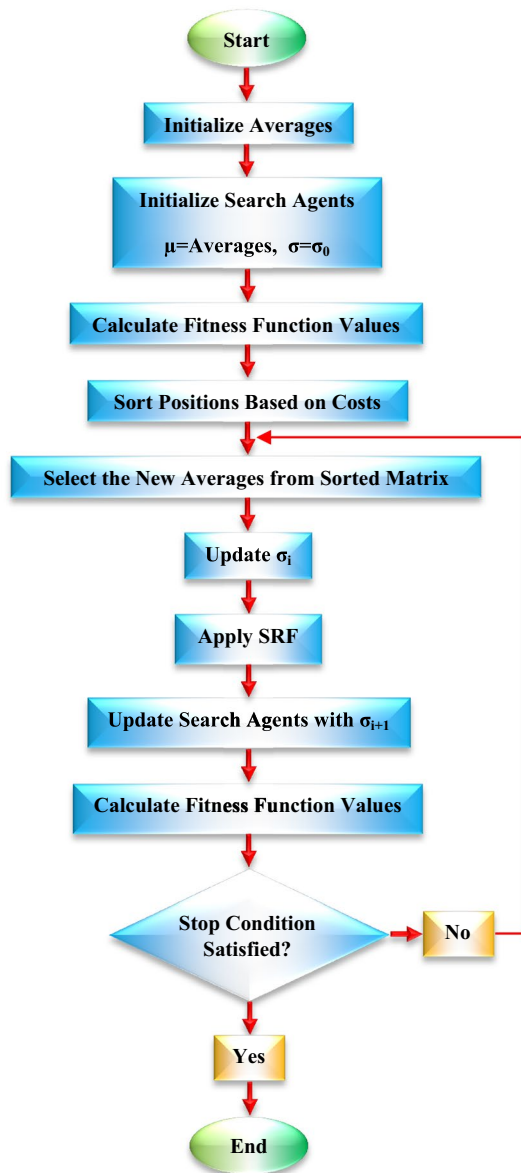 Start
Initialize Averages
Initialize Search Agents
μ=Averages, σ=σ₀
Calculate Fitness Function Values
Sort Positions Based on Costs
Select the New Averages from Sorted Matrix
Update σᵢ
Apply SRF
Update Search Agents with σᵢ₊₁
Calculate Fitness Function Values
Stop Condition
Satisfied?
No
Yes
End